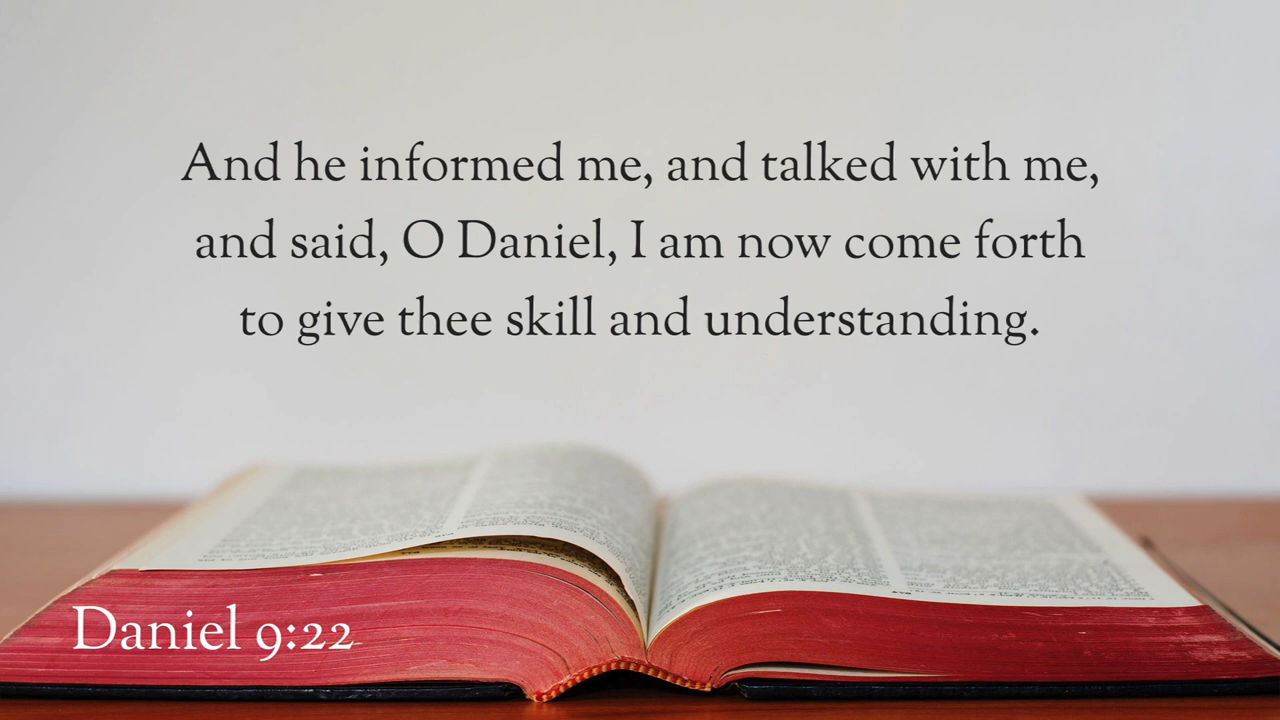 And he informed me, and talked with me,
and said, O Daniel, I am now come forth
to give thee skill and understanding.
Daniel 9:22